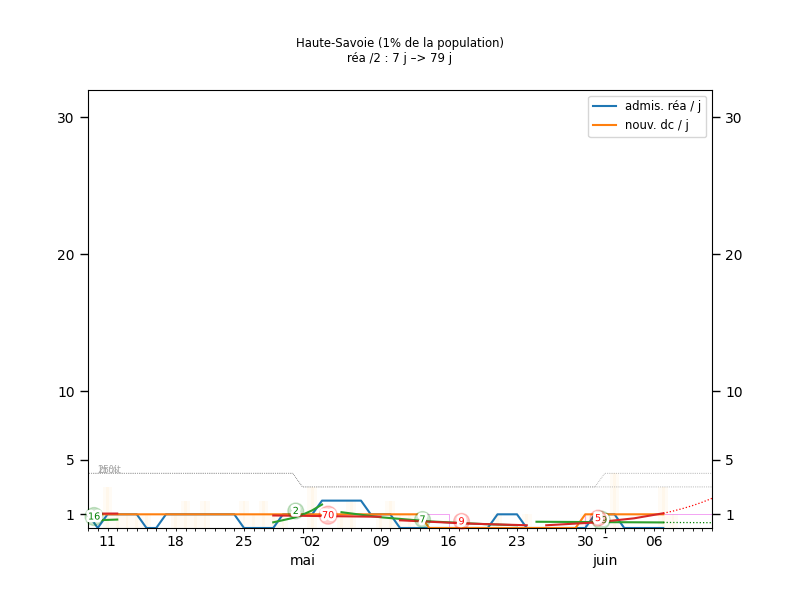 Haute-Savoie (1% de la population)
réa /2 : 7 j –> 79 j
admis. réa / j
nouv. dc / j
30 30
20 20
10 10
5 5
1 1
16 2 70 7 9 5
11 18 25 02 09 16 23 30 06
mai juin